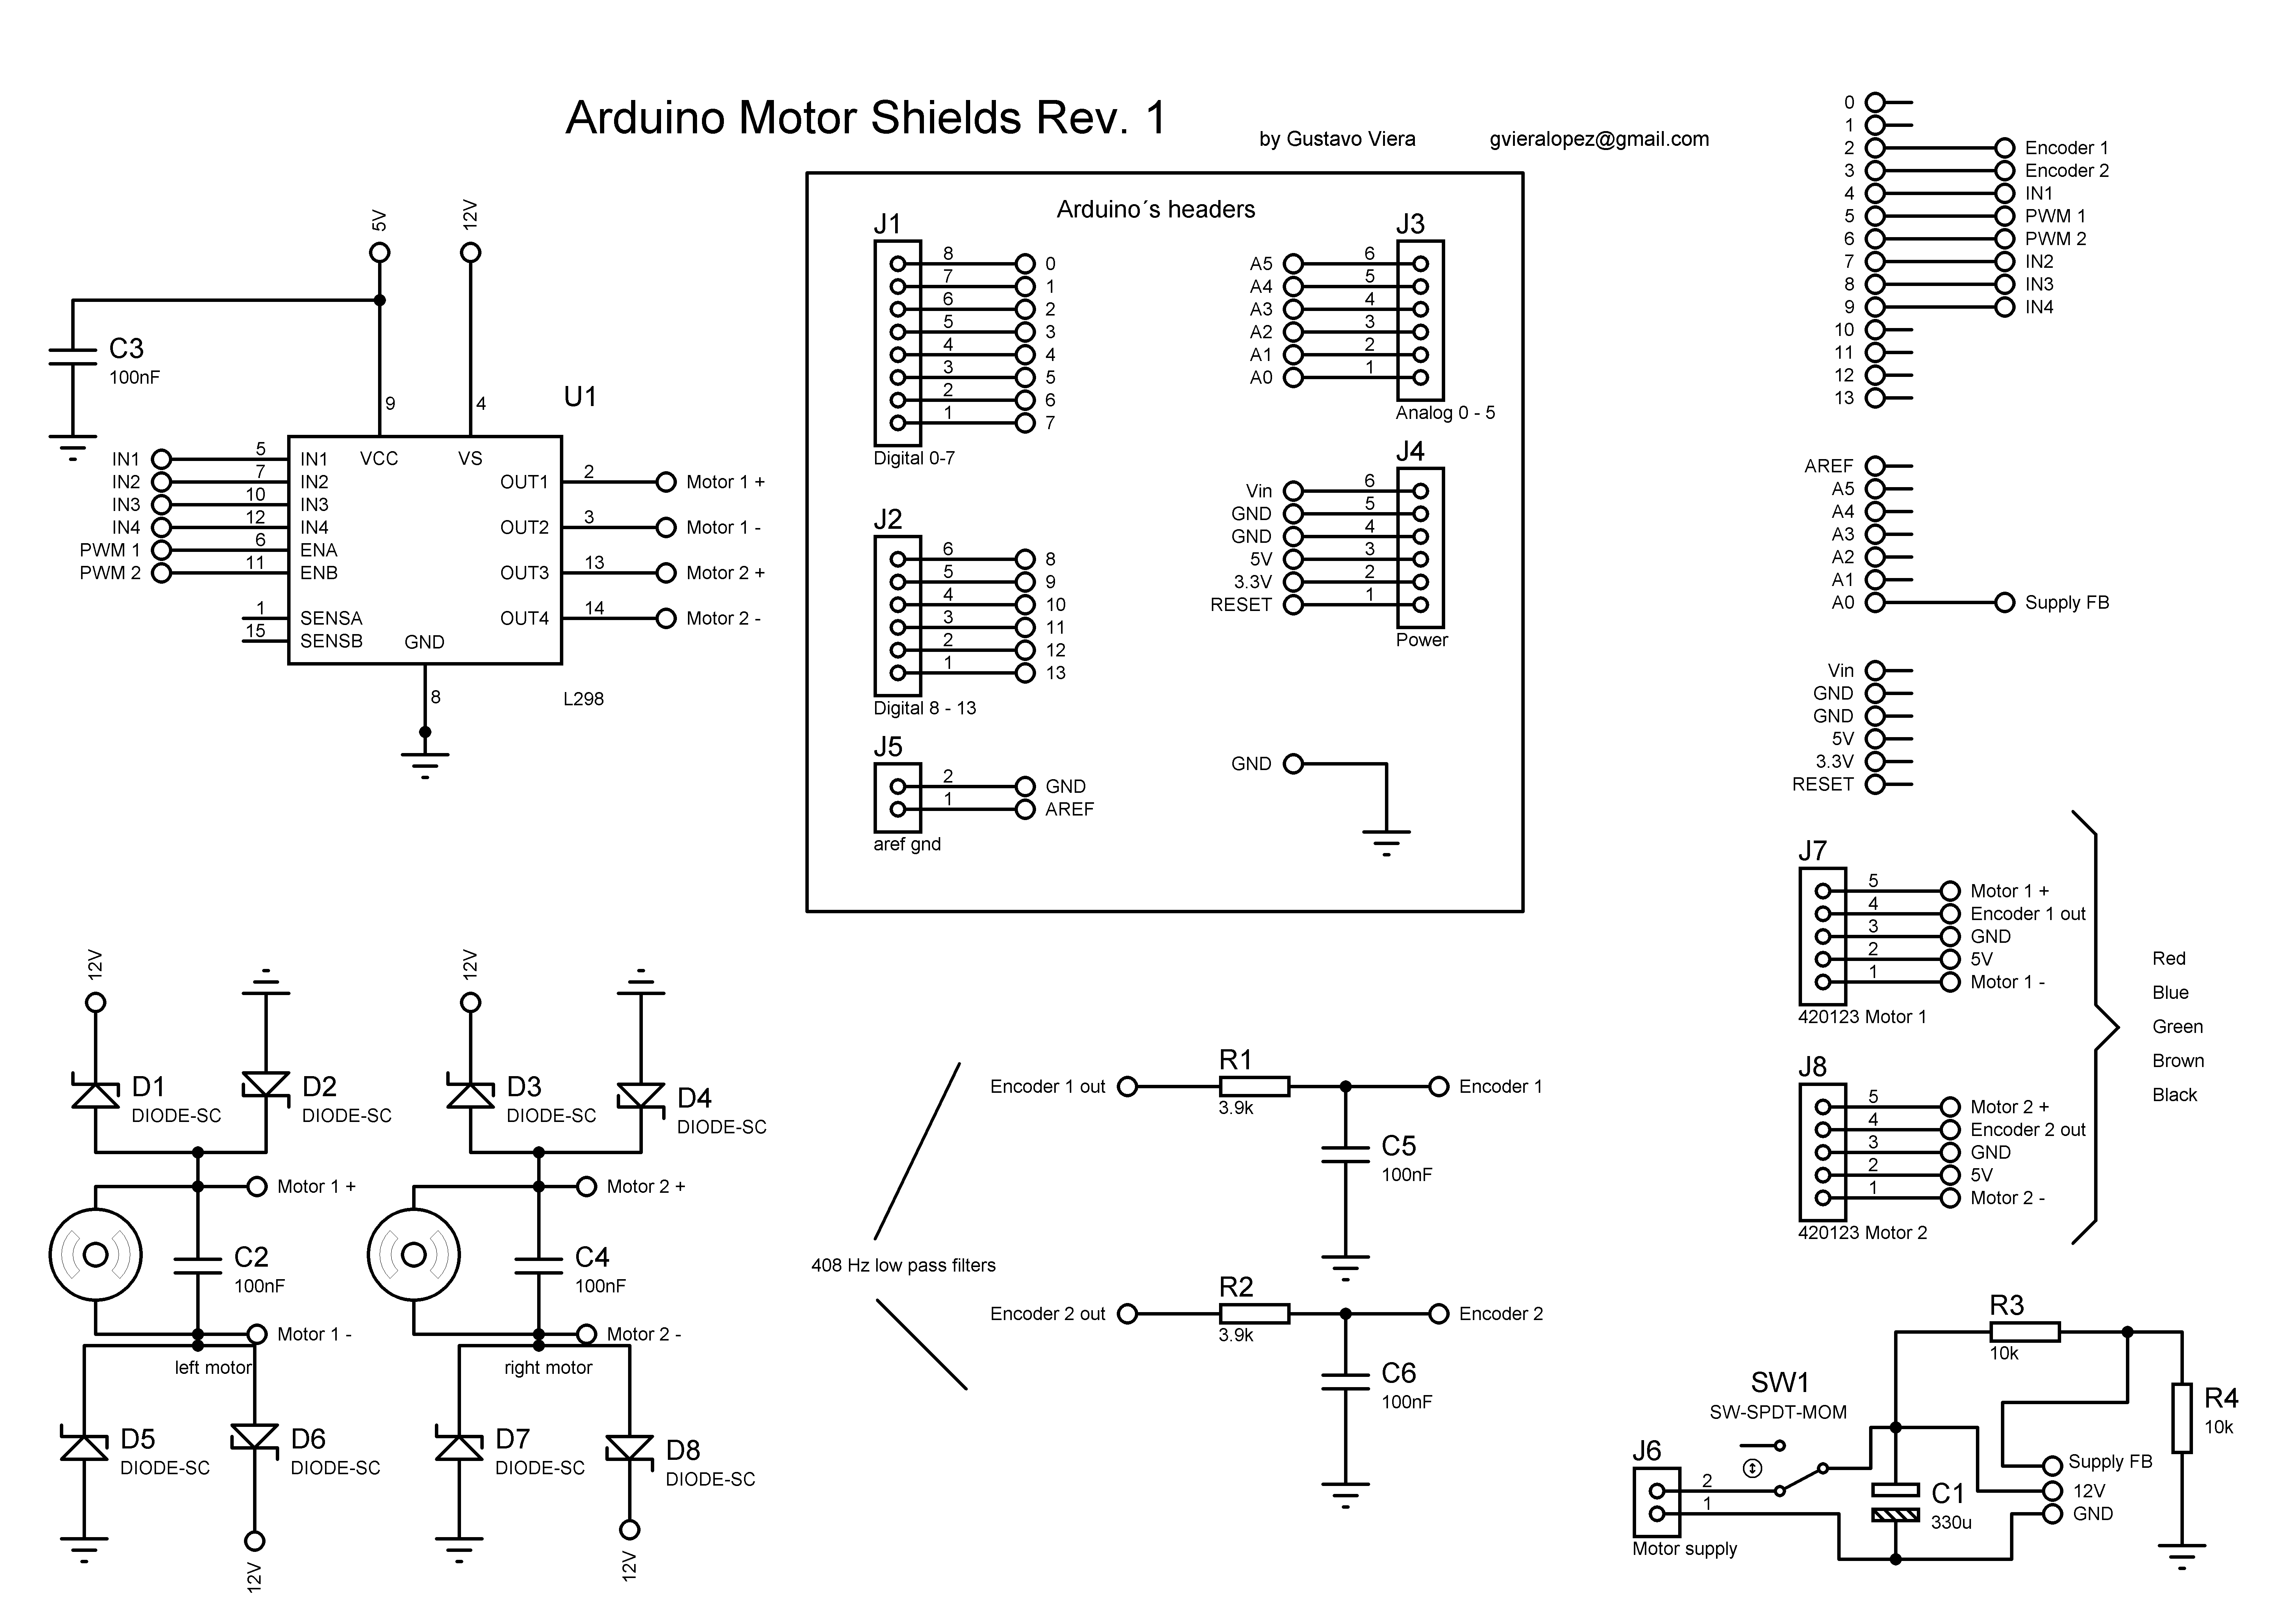 Arduino Motor Shields Rev. 1
by Gustavo Viera
gvieralopez@gmail.com
5V
12V
C3
100nF
9
4
U1
IN1 5 IN1 VCC VS
IN2 7 IN2 OUT1 2 Motor 1 +
IN3 10 IN3
IN4 12 IN4 OUT2 3 Motor 1 -
PWM 1 6 ENA
PWM 2 11 ENB OUT3 13 Motor 2 +
1 SENSA OUT4 14 Motor 2 -
15 SENSB GND
8
L298
Arduino´s headers
J1
8 0
7 1
6 2
5 3
4 4
3 5
2 6
1 7
Digital 0-7
J2
6 8
5 9
4 10
3 11
2 12
1 13
Digital 8 - 13
J5
2 GND
1 AREF
aref gnd
J3
A5 6
A4 5
A3 4
A2 3
A1 2
A0 1
Analog 0 - 5
J4
Vin 6
GND 5
GND 4
5V 3
3.3V 2
RESET 1
Power
GND
0
1
2 Encoder 1
3 Encoder 2
4 IN1
5 PWM 1
6 PWM 2
7 IN2
8 IN3
9 IN4
10
11
12
13
AREF
A5
A4
A3
A2
A1
A0 Supply FB
Vin
GND
GND
5V
3.3V
RESET
J7
5 Motor 1 +
4 Encoder 1 out
3 GND
2 5V
1 Motor 1 -
420123 Motor 1
J8
5 Motor 2 +
4 Encoder 2 out
3 GND
2 5V
1 Motor 2 -
420123 Motor 2
Red
Blue
Green
Brown
Black
12V
D1
DIODE-SC
D2
DIODE-SC
Motor 1 +
C2
100nF
Motor 1 -
left motor
D5
DIODE-SC
D6
DIODE-SC
12V
12V
D3
DIODE-SC
D4
DIODE-SC
Motor 2 +
C4
100nF
Motor 2 -
right motor
D7
DIODE-SC
D8
DIODE-SC
12V
408 Hz low pass filters
Encoder 1 out R1 Encoder 1
3.9k
C5
100nF
Encoder 2 out R2 Encoder 2
3.9k
C6
100nF
R3
10k
R4
10k
SW1
SW-SPDT-MOM
J6
2
1
Motor supply
C1
330u
Supply FB
12V
GND